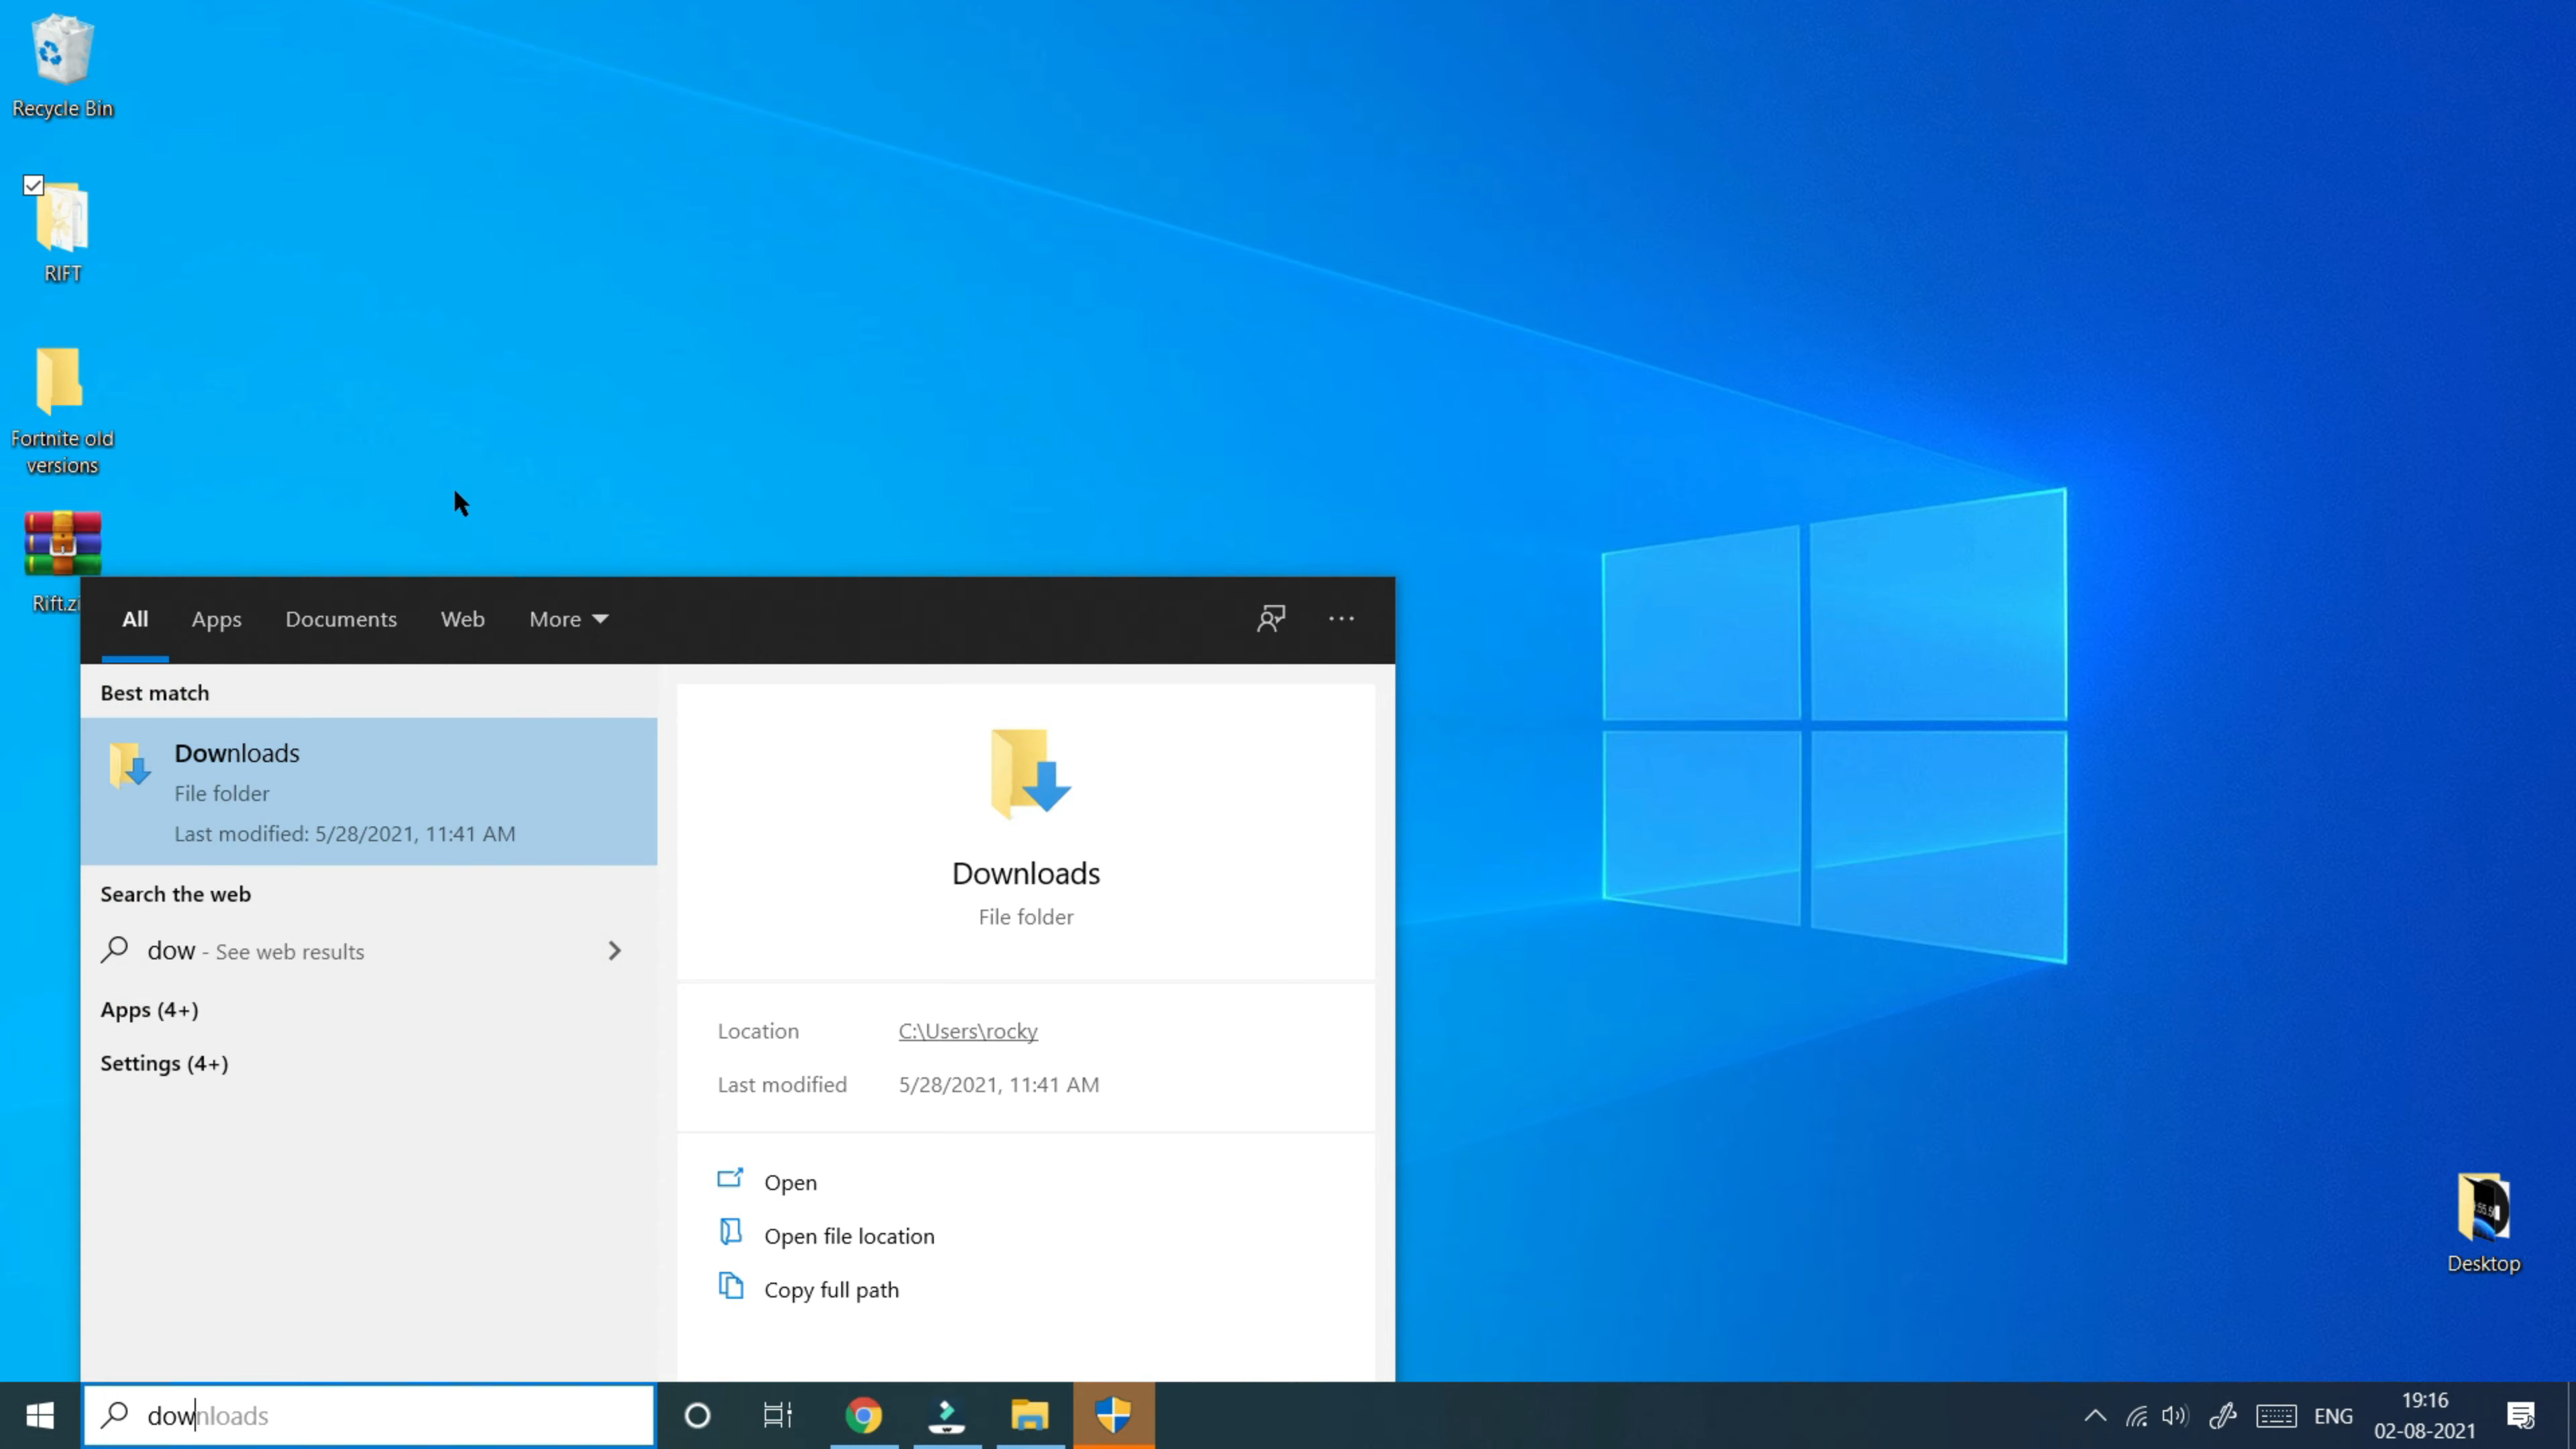 Recycle Bin
RIFT
Fortnite old
versions
Rift.zi
All Apps Documents Web More
Best match
Downloads
File folder
Last modified: 5/28/2021, 11:41 AM
Search the web
dow - See web results
Apps (4+)
Settings (4+)
Downloads
File folder
Location C:\Users\rocky
Last modified 5/28/2021, 11:41 AM
Open
Open file location
Copy full path
Desktop
downloads
ENG
19:16
02-08-2021